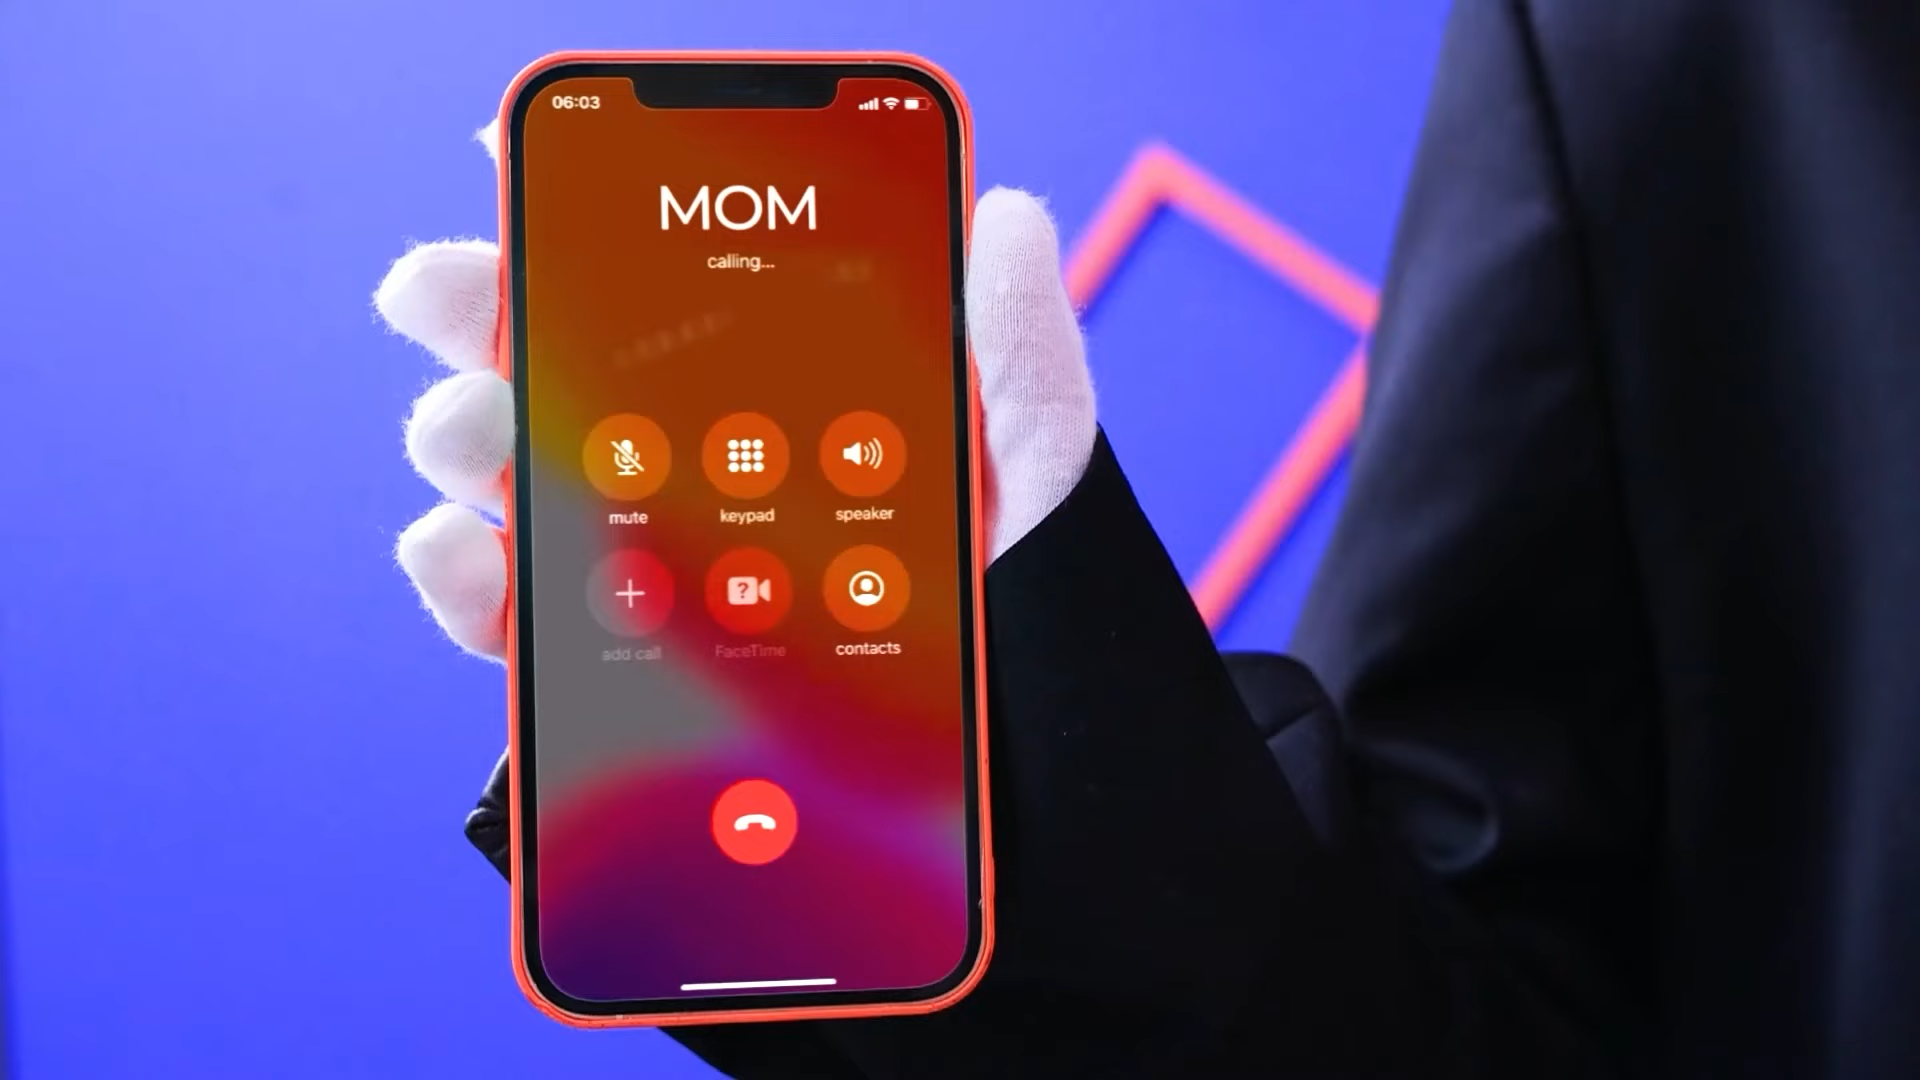 06:03
MOM
calling...
mute
keypad
speaker
add call
FaceTime
contacts